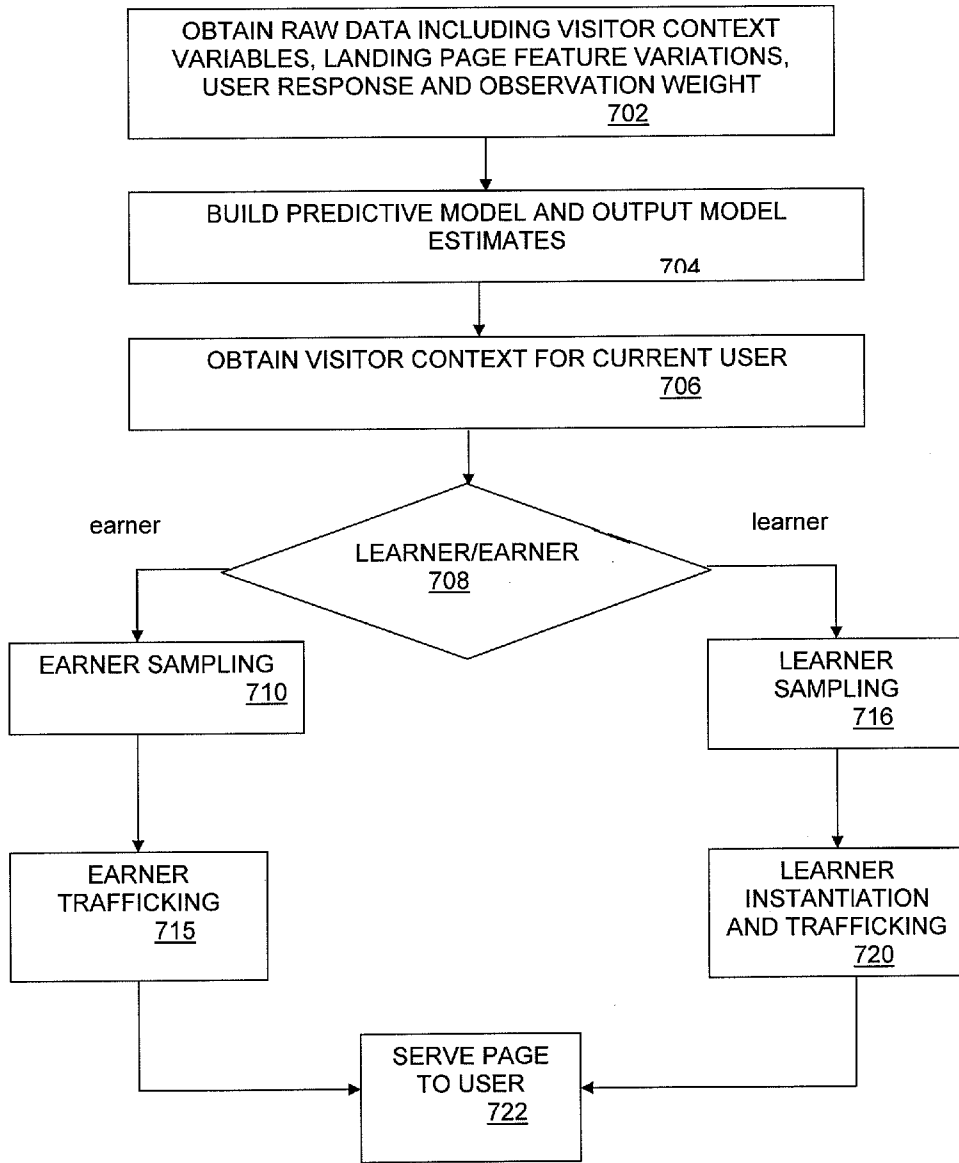 OBTAIN RAW DATA INCLUDING VISITOR CONTEXT
VARIABLES, LANDING PAGE FEATURE VARIATIONS,
USER RESPONSE AND OBSERVATION WEIGHT
702
BUILD PREDICTIVE MODEL AND OUTPUT MODEL
ESTIMATES
704
OBTAIN VISITOR CONTEXT FOR CURRENT USER
706
earner
learner
LEARNER/EARNER
708
EARNER SAMPLING
710
LEARNER
SAMPLING
716
EARNER
TRAFFICKING
715
LEARNER
INSTANTIATION
AND TRAFFICKING
720
SERVE PAGE
TO USER
722